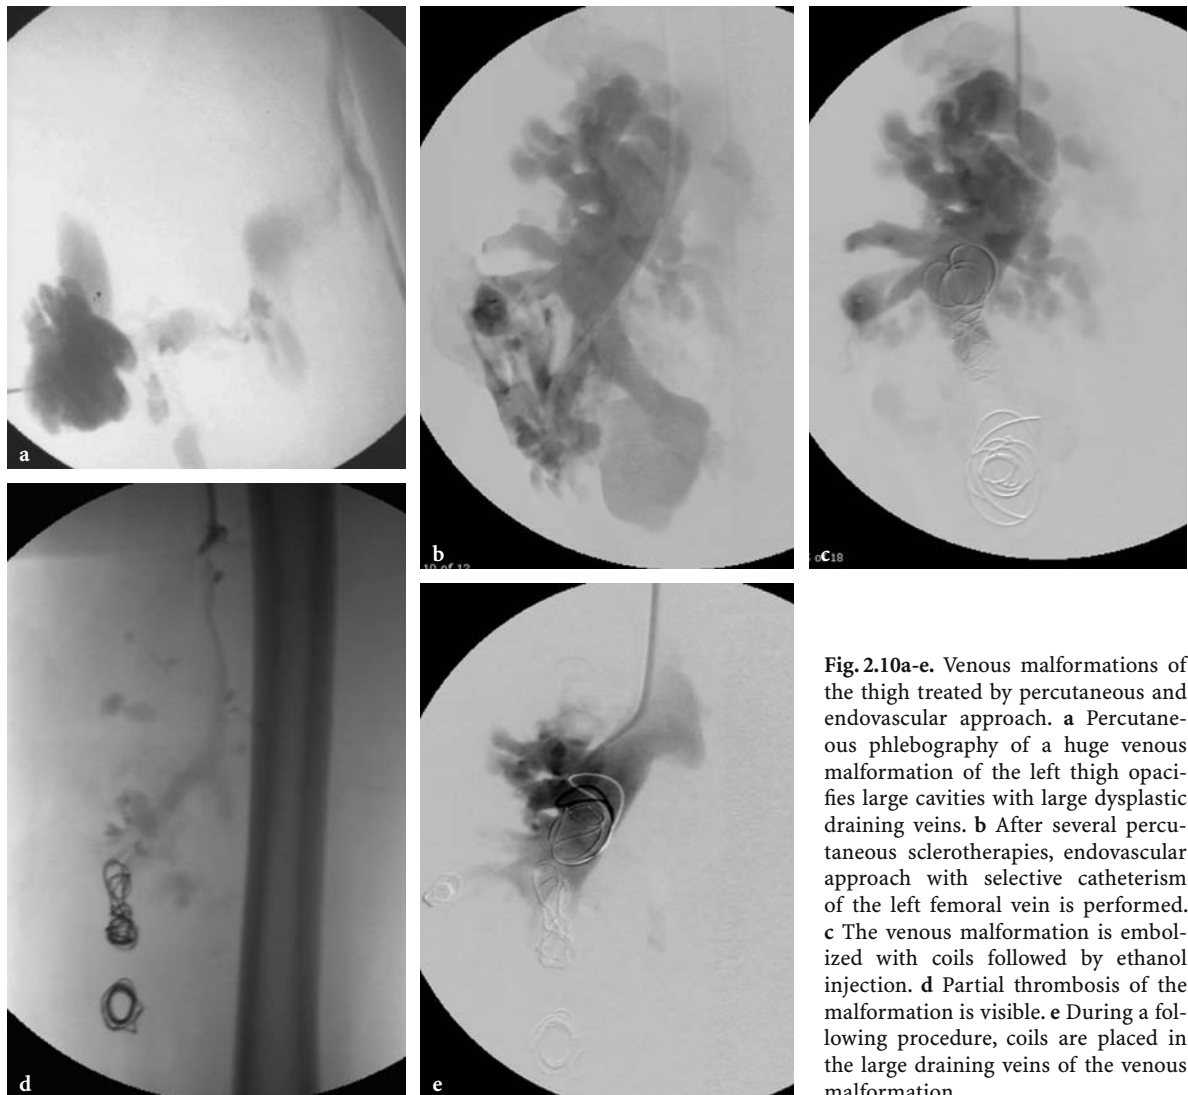 a
b
10 of 12
c
of 18
d
e
Fig. 2.10a-e. Venous malformations of
the thigh treated by percutaneous and
endovascular approach. a Percutane-
ous phlebography of a huge venous
malformation of the left thigh opaci-
fies large cavities with large dysplastic
draining veins. b After several percu-
taneous sclerotherapies, endovascular
approach with selective catheterism
of the left femoral vein is performed.
c The venous malformation is embol-
ized with coils followed by ethanol
injection. d Partial thrombosis of the
malformation is visible. e During a fol-
lowing procedure, coils are placed in
the large draining veins of the venous
malformation